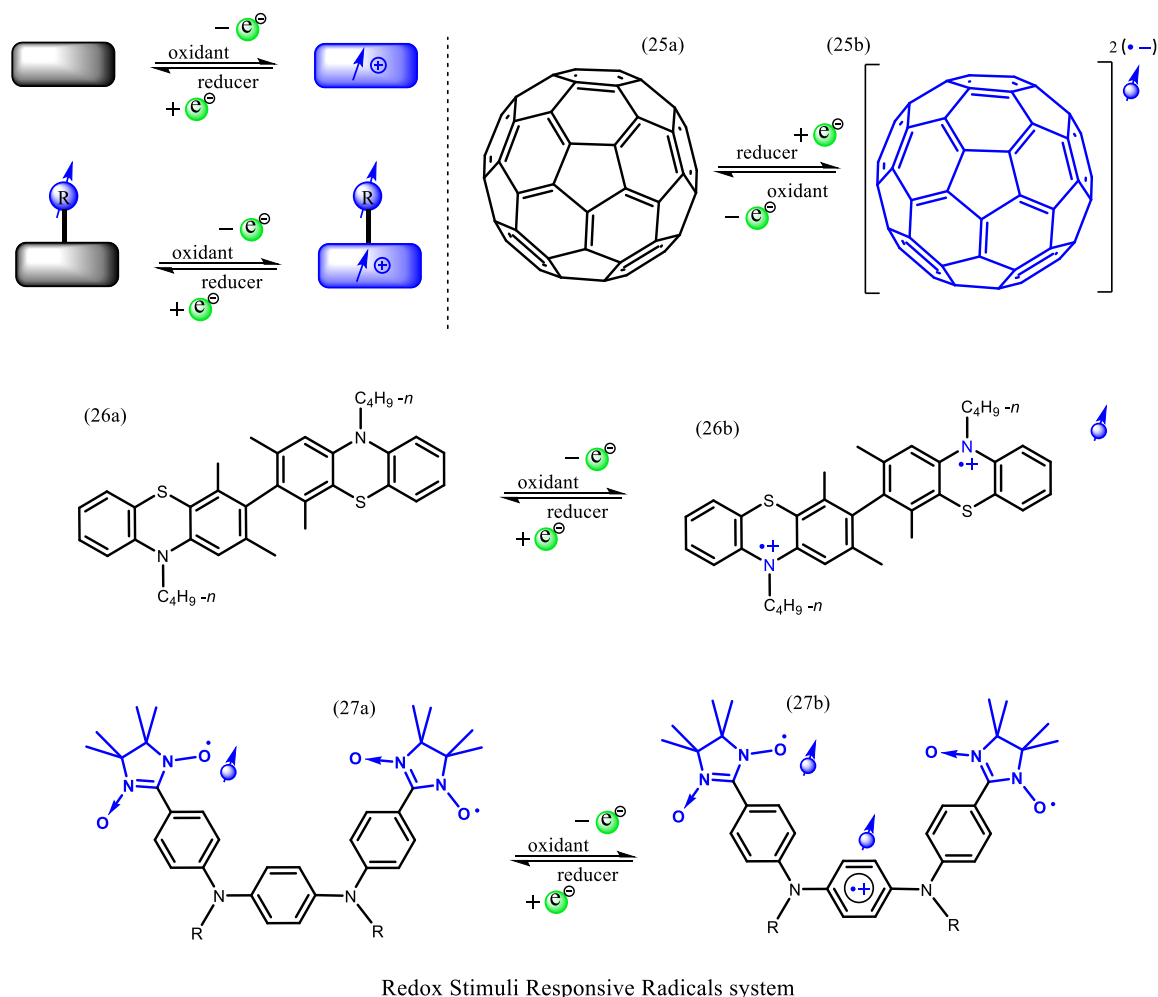 − e⊖
oxidant
reducer
+ e⊖
⊕
R
R
− e⊖
oxidant
reducer
+ e⊖
⊕
(25a)
(25b)
2 (• −)
+ e⊖
reducer
oxidant
− e⊖
(26a)
C4H9 -n
N
S
S
N
C4H9 -n
− e⊖
oxidant
reducer
+ e⊖
(26b)
C4H9 -n
N
•+
S
S
•+
N
C4H9 -n
(27a)
N
O•
O
N
O
N
N
O•
N
N
R
R
− e⊖
oxidant
reducer
+ e⊖
(27b)
N
O•
O
N
O
N
N
O•
•+
N
N
R
R
Redox Stimuli Responsive Radicals system